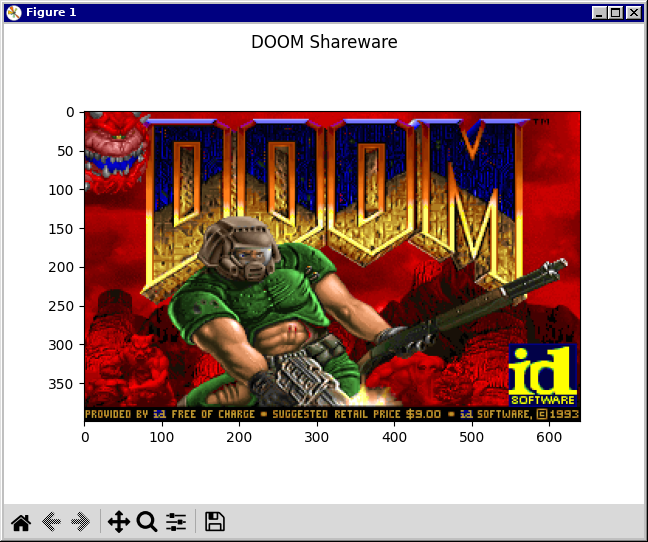 Figure 1
DOOM Shareware
DOOM
TM
id
SOFTWARE
PROVIDED BY id FREE OF CHARGE * SUGGESTED RETAIL PRICE $9.00 * id SOFTWARE, © 1993
0
50
100
150
200
250
300
350
0 100 200 300 400 500 600